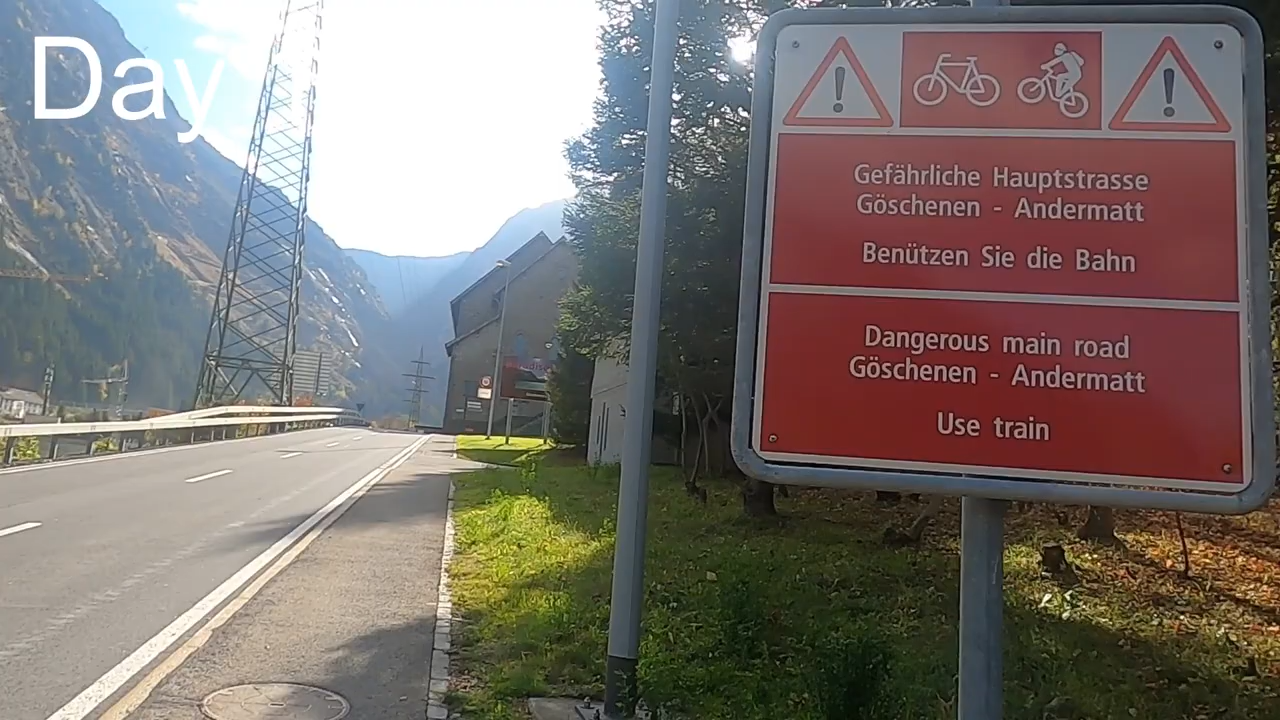 Day
Gefährliche Hauptstrasse
Göschenen - Andermatt
Benützen Sie die Bahn
Dangerous main road
Göschenen - Andermatt
Use train